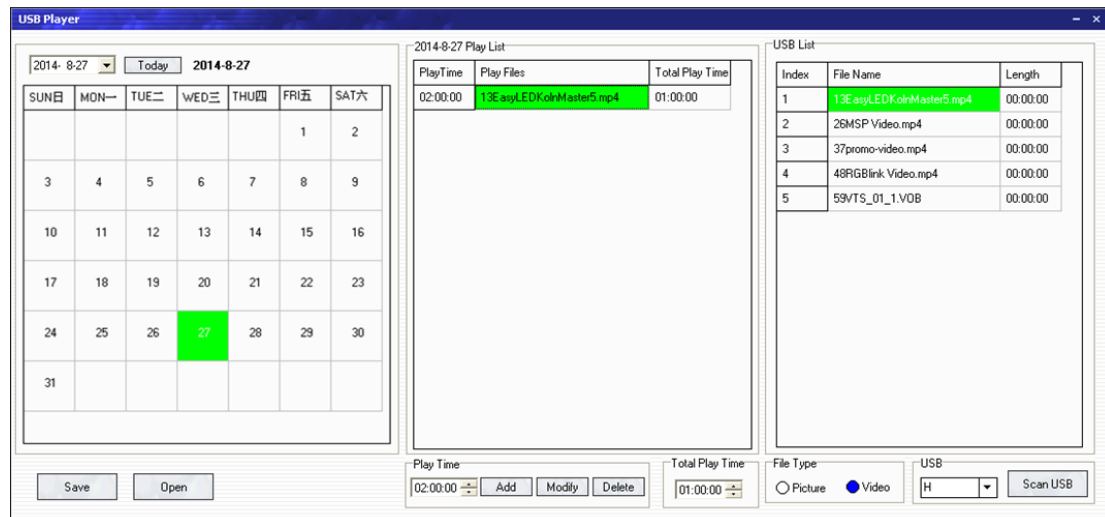 USB Player
2014- 8-27 Today 2014-8-27
SUN日 MON一 TUE二 WED三 THU四 FRI五 SAT六
1 2
3 4 5 6 7 8 9
10 11 12 13 14 15 16
17 18 19 20 21 22 23
24 25 26 27 28 29 30
31
Save Open
2014-8-27 Play List
PlayTime Play Files Total Play Time
02:00:00 13EasyLEDKolnMaster5.mp4 01:00:00
Play Time
02:00:00 Add Modify Delete
Total Play Time
01:00:00
USB List
Index File Name Length
1 13EasyLEDKolnMaster5.mp4 00:00:00
2 26MSP Video.mp4 00:00:00
3 37promo-video.mp4 00:00:00
4 48RGBlink Video.mp4 00:00:00
5 59VTS_01_1.VOB 00:00:00
File Type
Picture Video
USB
H Scan USB